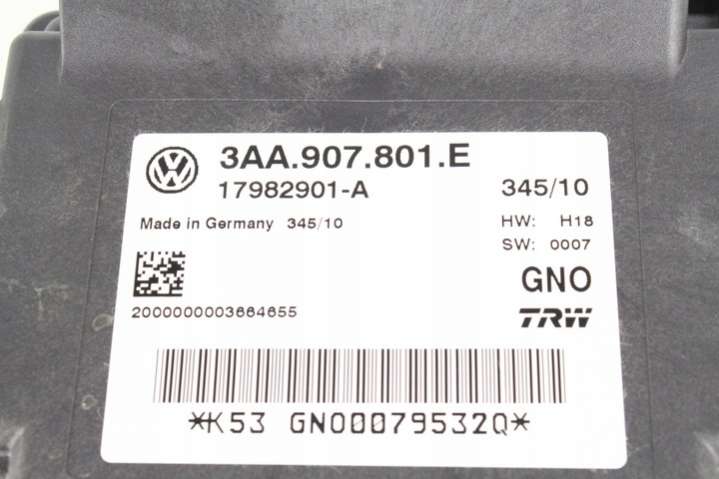 3AA.907.801.E
17982901-A 345/10
Made in Germany 345/10 HW: H18
SW: 0007
GNO
2000000003664655 TRW
*K53 GNO00079532Q*